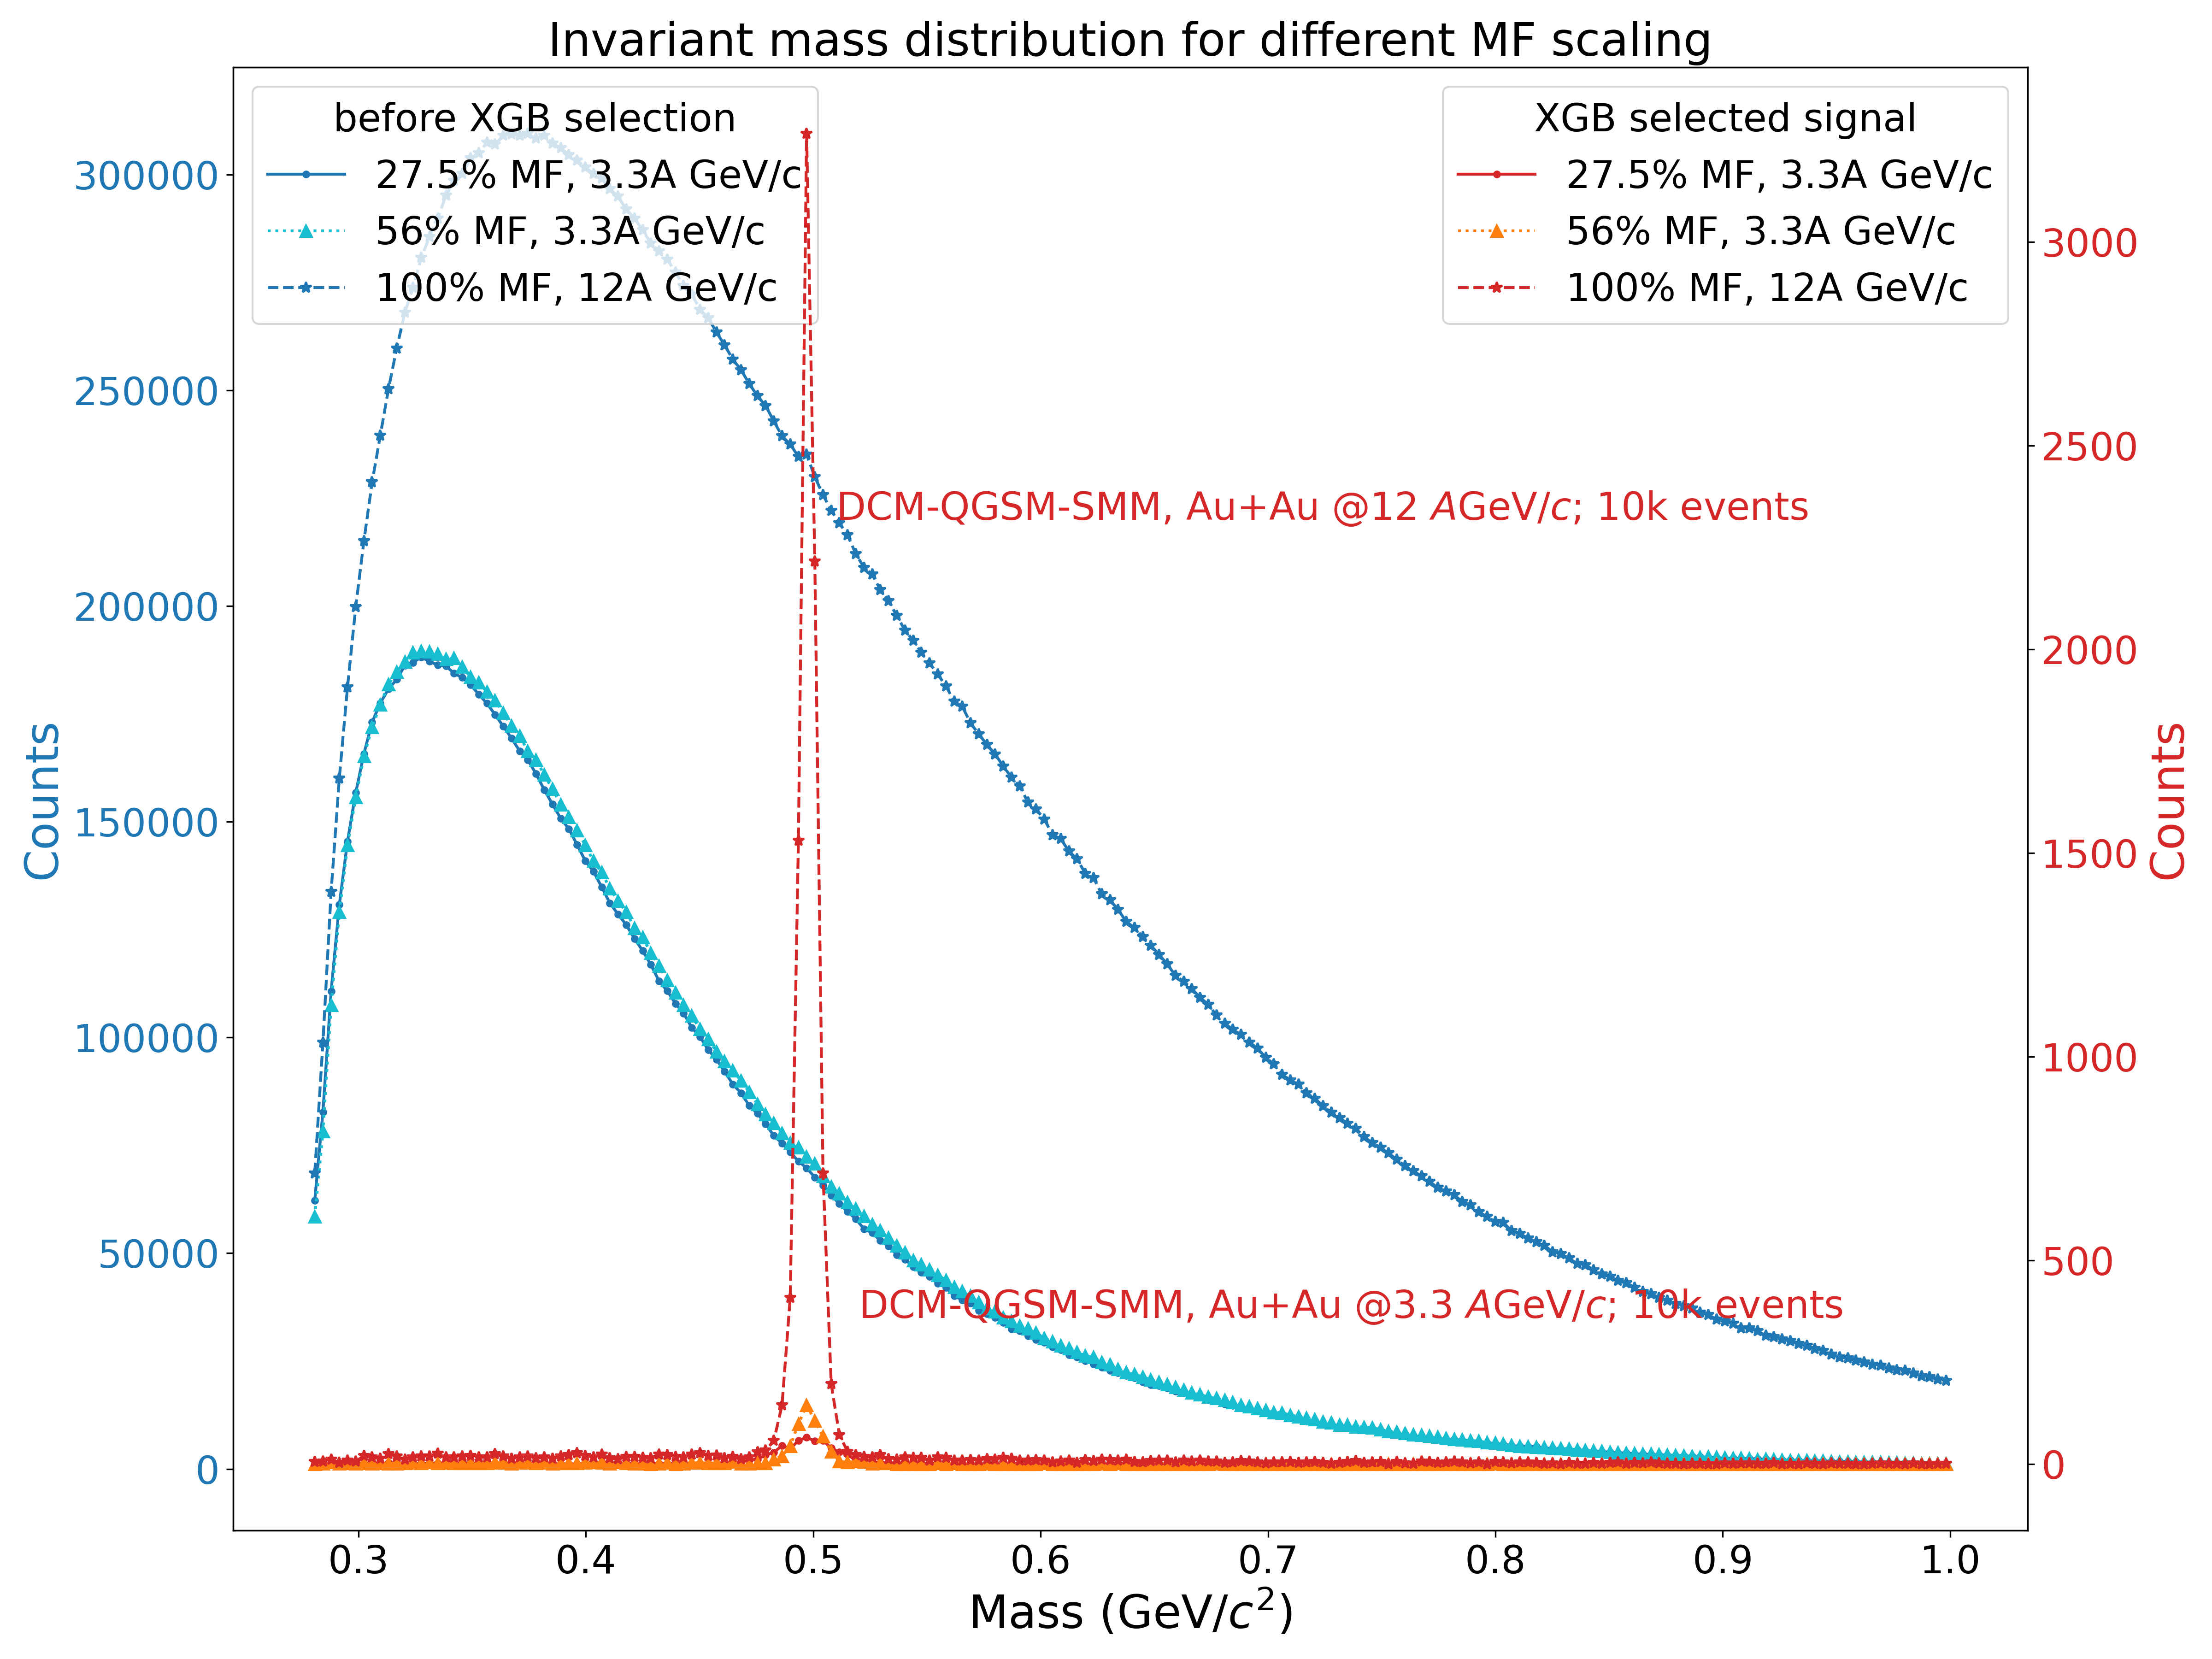 Invariant mass distribution for different MF scaling
before XGB selection
27.5% MF, 3.3A GeV/c
56% MF, 3.3A GeV/c
100% MF, 12A GeV/c
XGB selected signal
27.5% MF, 3.3A GeV/c
56% MF, 3.3A GeV/c
100% MF, 12A GeV/c
DCM-QGSM-SMM, Au+Au @12 AGeV/c; 10k events
DCM-QGSM-SMM, Au+Au @3.3 AGeV/c; 10k events
Counts
300000
250000
200000
150000
100000
50000
0
Counts
3000
2500
2000
1500
1000
500
0
0.3 0.4 0.5 0.6 0.7 0.8 0.9 1.0
Mass (GeV/c²)